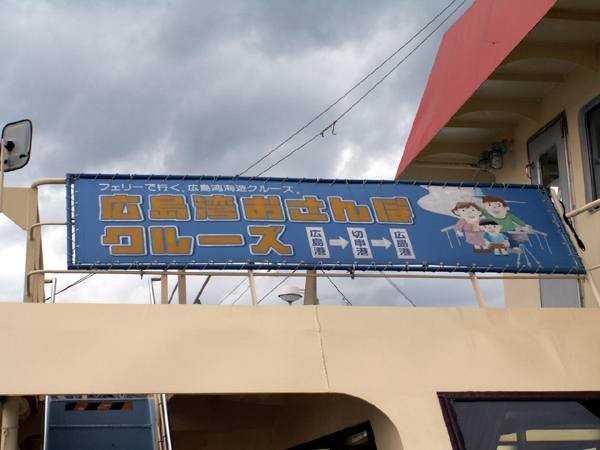 フェリーで行く、広島湾海遊クルーズ。
広島湾おさんぽ
クルーズ
広島港→切串港→広島港